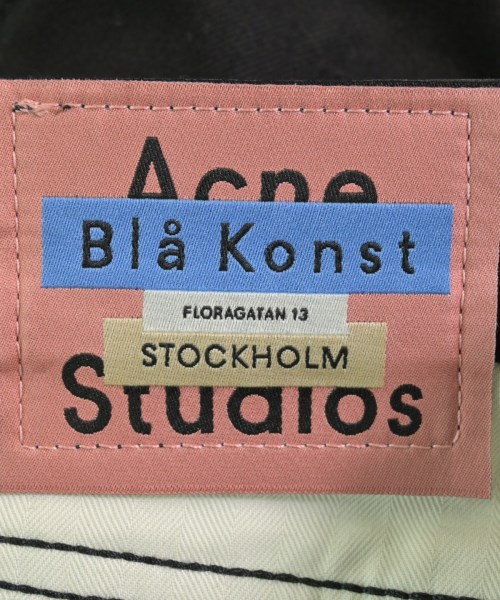 Acne
Blå Konst
FLORAGATAN 13
STOCKHOLM
Studios